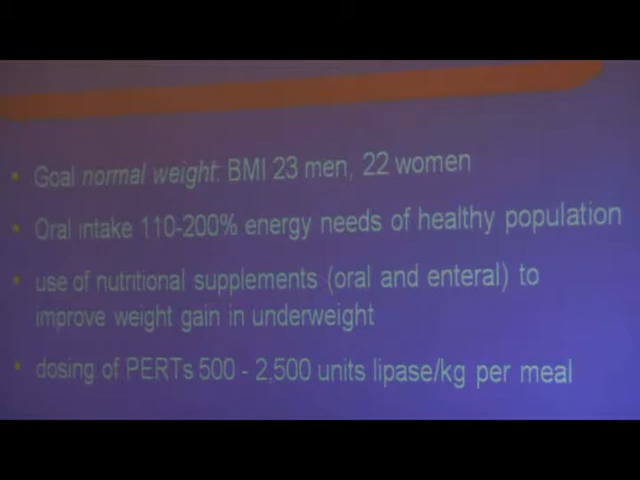 Goal normal weight: BMI 23 men, 22 women
Oral intake 110-200% energy needs of healthy population
use of nutritional supplements (oral and enteral) to
improve weight gain in underweight
dosing of PERTs 500 - 2,500 units lipase/kg per meal